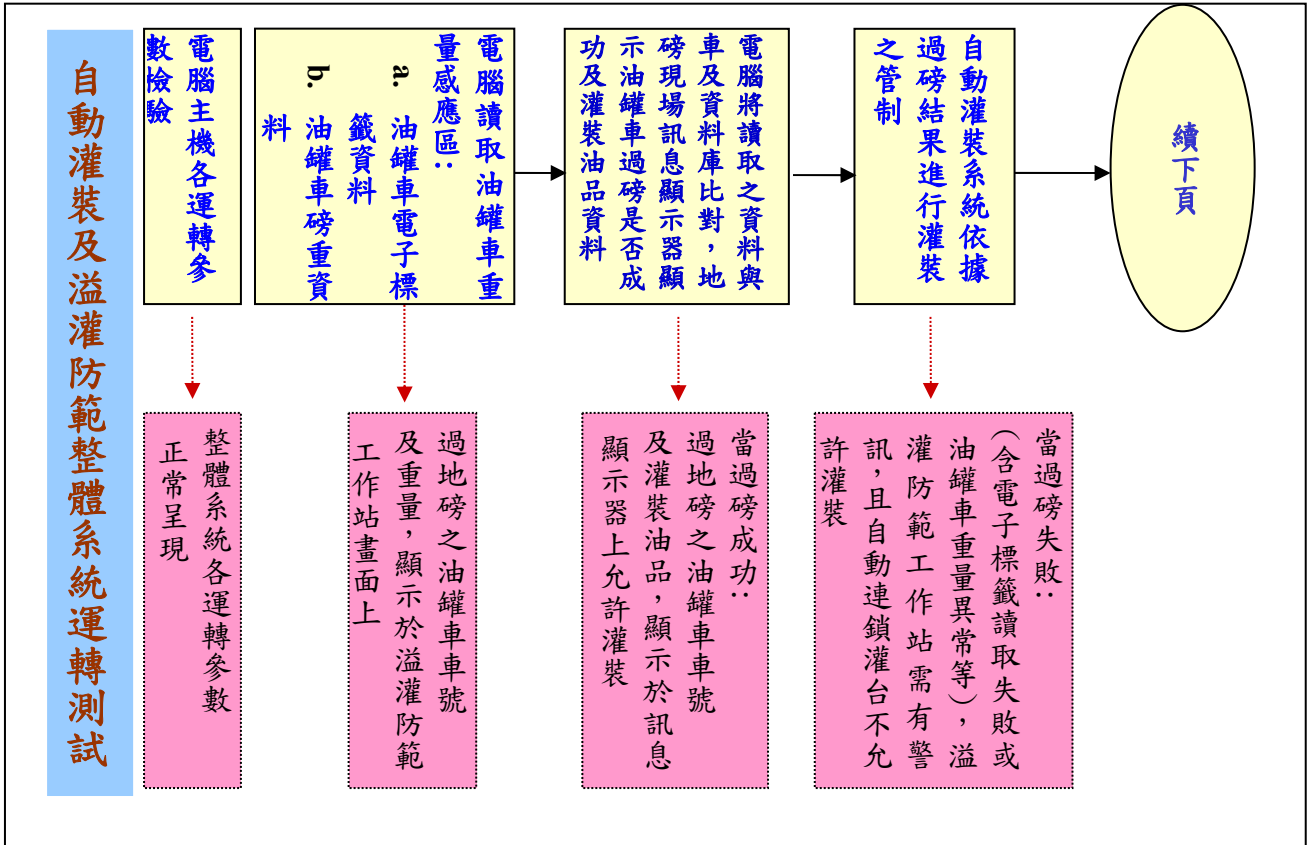 自動灌裝及溢灌防範整體系統運轉測試
電腦主機各運轉參
數檢驗
電腦讀取油罐車重
量感應區：
a. 油罐車電子標
籤資料
b. 油罐車磅重資
料
電腦將讀取之資料與
車及資料庫比對，地
磅現場訊息顯示器顯
示油罐車過磅是否成
功及灌裝油品資料
自動灌裝系統依據
過磅結果進行灌裝
之管制
續下頁
整體系統各運轉參數
正常呈現
過地磅之油罐車車號
及重量，顯示於溢灌防範
工作站畫面上
當過磅成功：
過地磅之油罐車車號
及灌裝油品，顯示於訊息
顯示器上允許灌裝
當過磅失敗：
（含電子標籤讀取失敗或
油罐車重量異常等），溢
灌防範工作站需有警
訊，且自動連鎖灌台不允
許灌裝